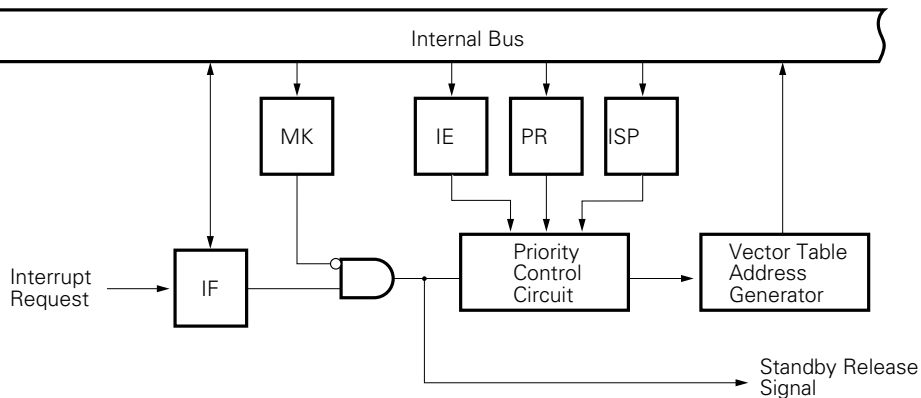 Internal Bus
MK
IE
PR
ISP
Interrupt
Request
IF
Priority
Control
Circuit
Vector Table
Address
Generator
Standby Release
Signal